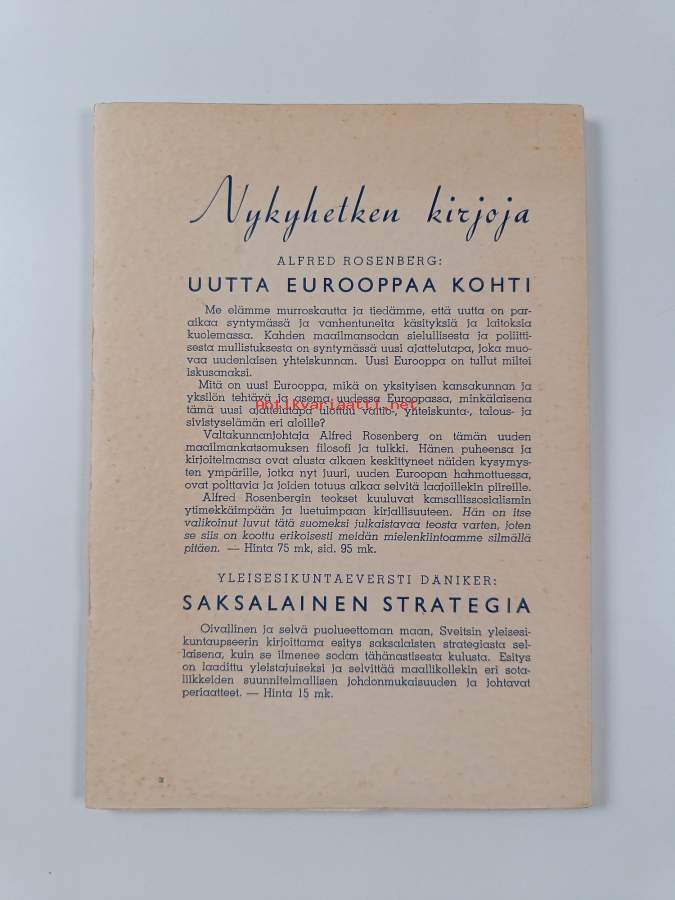 Nykyhetken kirjoja
ALFRED ROSENBERG:
UUTTA EUROOPPAA KOHTI
Me elämme murroskautta ja tiedämme, että uutta on par-
aikaa syntymässä ja vanhentuneita käsityksiä ja laitoksia
kuolemassa. Kahden maailmansodan sielullisesta ja poliitti-
sesta mullistuksesta on syntymässä uusi ajattelutapa, joka muo-
vaa uudenlaisen yhteiskunnan. Uusi Eurooppa on tullut miltei
iskusanaksi.
Mitä on uusi Eurooppa, mikä on yksityisen kansakunnan ja
yksilön tehtävä ja asema uudessa Euroopassa, minkälaisena
tämä uusi ajattelutapa ulottuu valtio-, yhteiskunta-, talous- ja
sivistyselämän eri aloille?
Antikvariaatti.net
Valtakunnanjohtaja Alfred Rosenberg on tämän uuden
maailmankatsomuksen filosofi ja tulkki. Hänen puheensa ja
kirjoitelmansa ovat alusta alkaen keskittyneet näiden kysymys-
ten ympärille, jotka nyt juuri, uuden Euroopan hahmottuessa,
ovat polttavia ja joiden totuus alkaa selvitä laajoillekin piireille.
Alfred Rosenbergin teokset kuuluvat kansallissosialismin
ytimekkäimpään ja luetuimpaan kirjallisuuteen. Hän on itse
valikoinut luvut tätä suomeksi julkaistavaa teosta varten, joten
se siis on koottu erikoisesti meidän mielenkiintoamme silmällä
pitäen. — Hinta 75 mk, sid. 95 mk.
YLEISESIKUNTAEVERSTI DÄNIKER:
SAKSALAINEN STRATEGIA
Oivallinen ja selvä puolueettoman maan, Sveitsin yleisesi-
kuntaupseerin kirjoittama esitys saksalaisten strategiasta sel-
laisena, kuin se ilmenee sodan tähänastisesta kulusta. Esitys
on laadittu yleistajuiseksi ja selvittää maallikollekin eri sota-
liikkeiden suunnitelmallisen johdonmukaisuuden ja johtavat
periaatteet. — Hinta 15 mk.